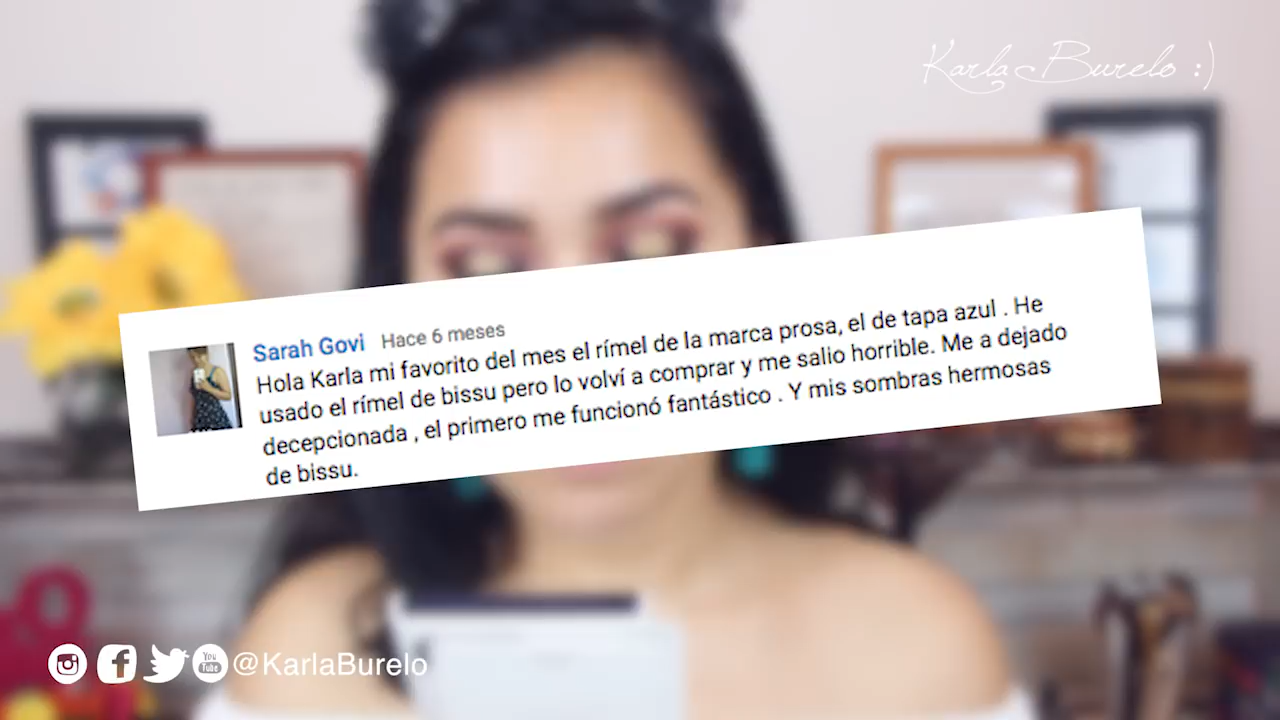 Karla Burelo :)
Sarah Govi Hace 6 meses
Hola Karla mi favorito del mes el rímel de la marca prosa, el de tapa azul . He
usado el rímel de bissu pero lo volví a comprar y me salio horrible. Me a dejado
decepcionada , el primero me funcionó fantástico . Y mis sombras hermosas
de bissu.
You
Tube
@KarlaBurelo